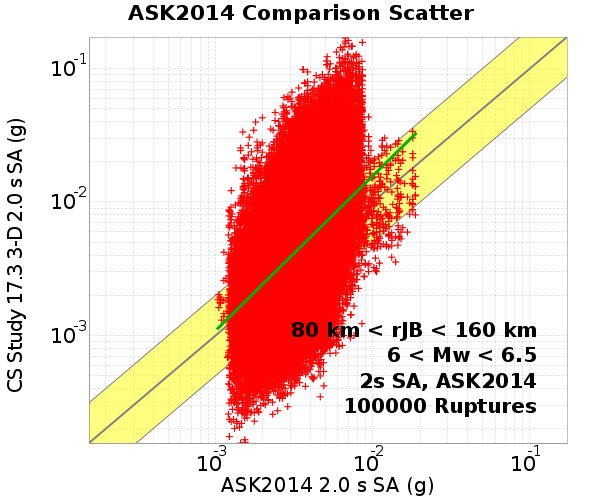 ASK2014 Comparison Scatter
CS Study 17.3 3-D 2.0 s SA (g)
10-1
10-2
10-3
80 km < rJB < 160 km
6 < Mw < 6.5
2s SA, ASK2014
100000 Ruptures
10-3 10-2 10-1
ASK2014 2.0 s SA (g)